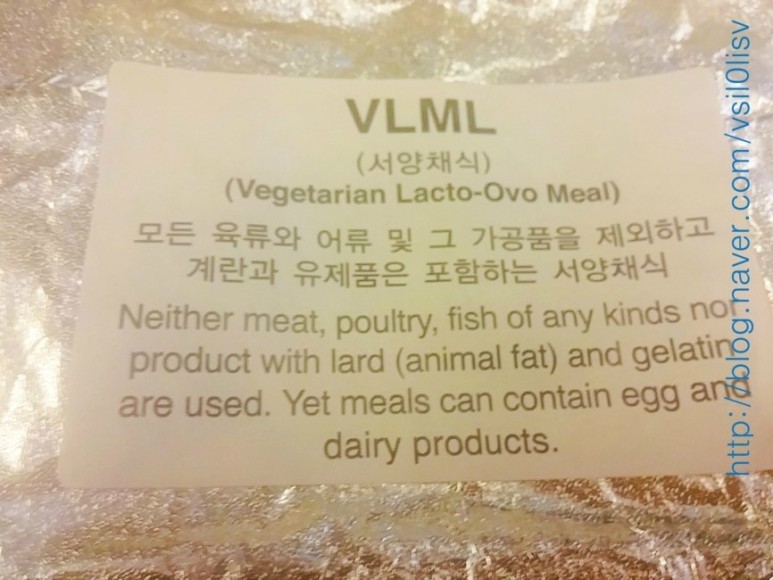 VLML
(서양채식)
(Vegetarian Lacto-Ovo Meal)
모든 육류와 어류 및 그 가공품을 제외하고
계란과 유제품은 포함하는 서양채식
Neither meat, poultry, fish of any kinds nor
product with lard (animal fat) and gelatin
are used. Yet meals can contain egg and
dairy products.
http://blog.naver.com/vsil0lisv